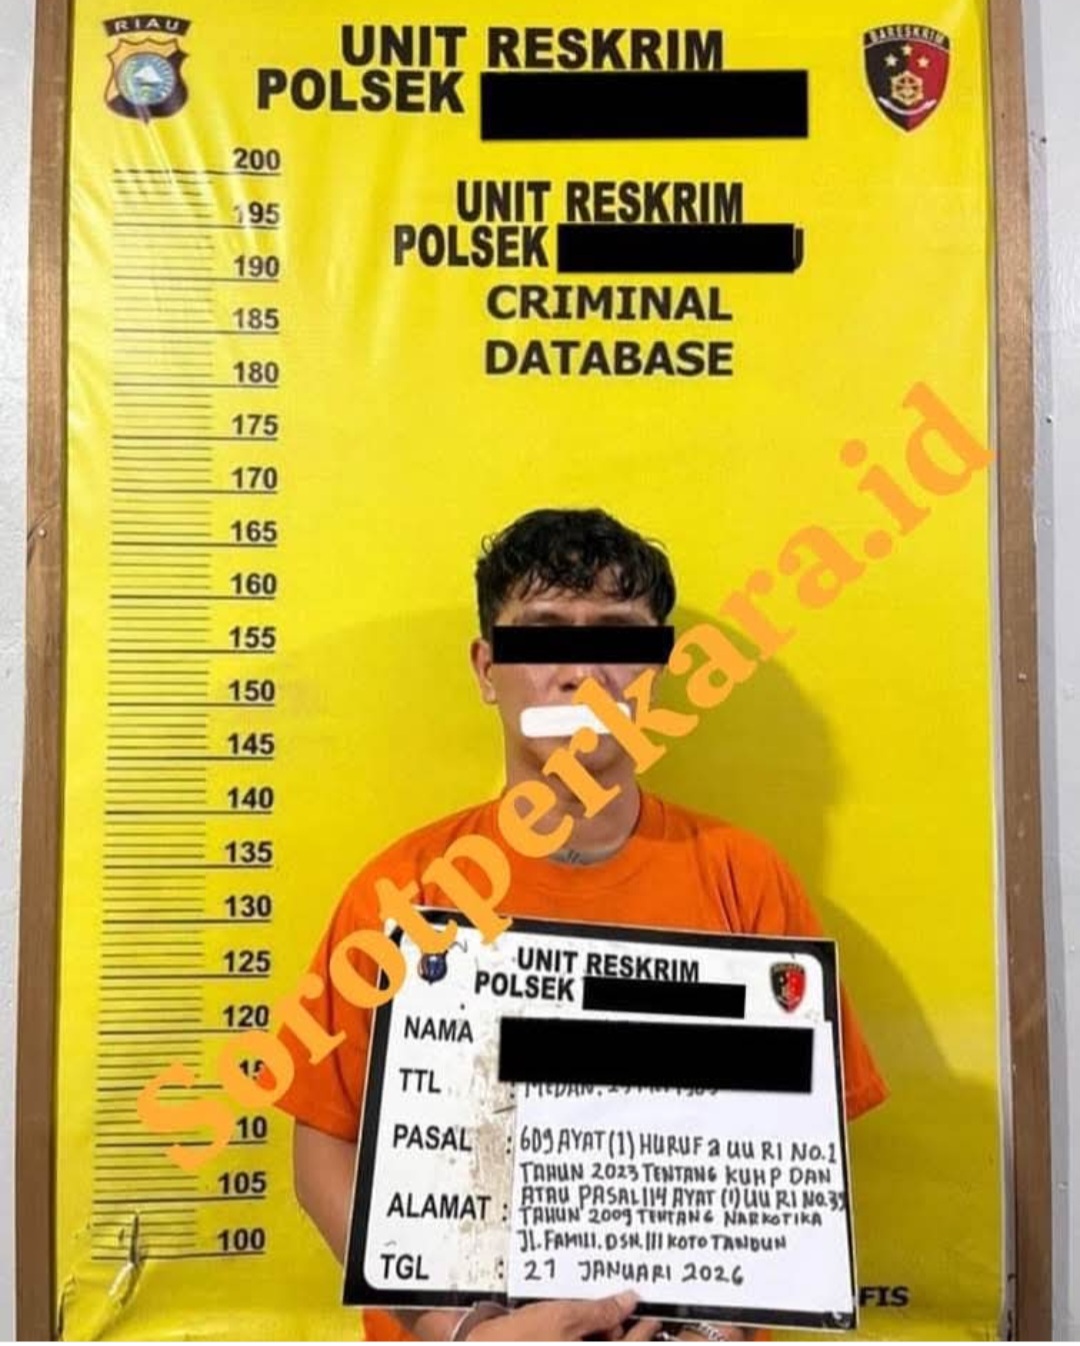 RIAU
BARESKRIM
UNIT RESKRIM
POLSEK
200
195
190
185
180
175
170
165
160
155
150
145
140
135
130
125
120
15
10
105
100
UNIT RESKRIM
POLSEK
CRIMINAL
DATABASE
Sorotperkara.id
UNIT RESKRIM
POLSEK
NAMA
TTL : MEDAN,
PASAL : 609 AYAT (1) HURUF a UU RI NO.1
TAHUN 2023 TENTANG KUHP DAN
ATAU PASAL 114 AYAT (1) UU RI NO.35
TAHUN 2009 TENTANG NARKOTIKA
ALAMAT : Jl. FAMILI. DSN. III KOTO TANDUN
TGL : 21 JANUARI 2026
FIS